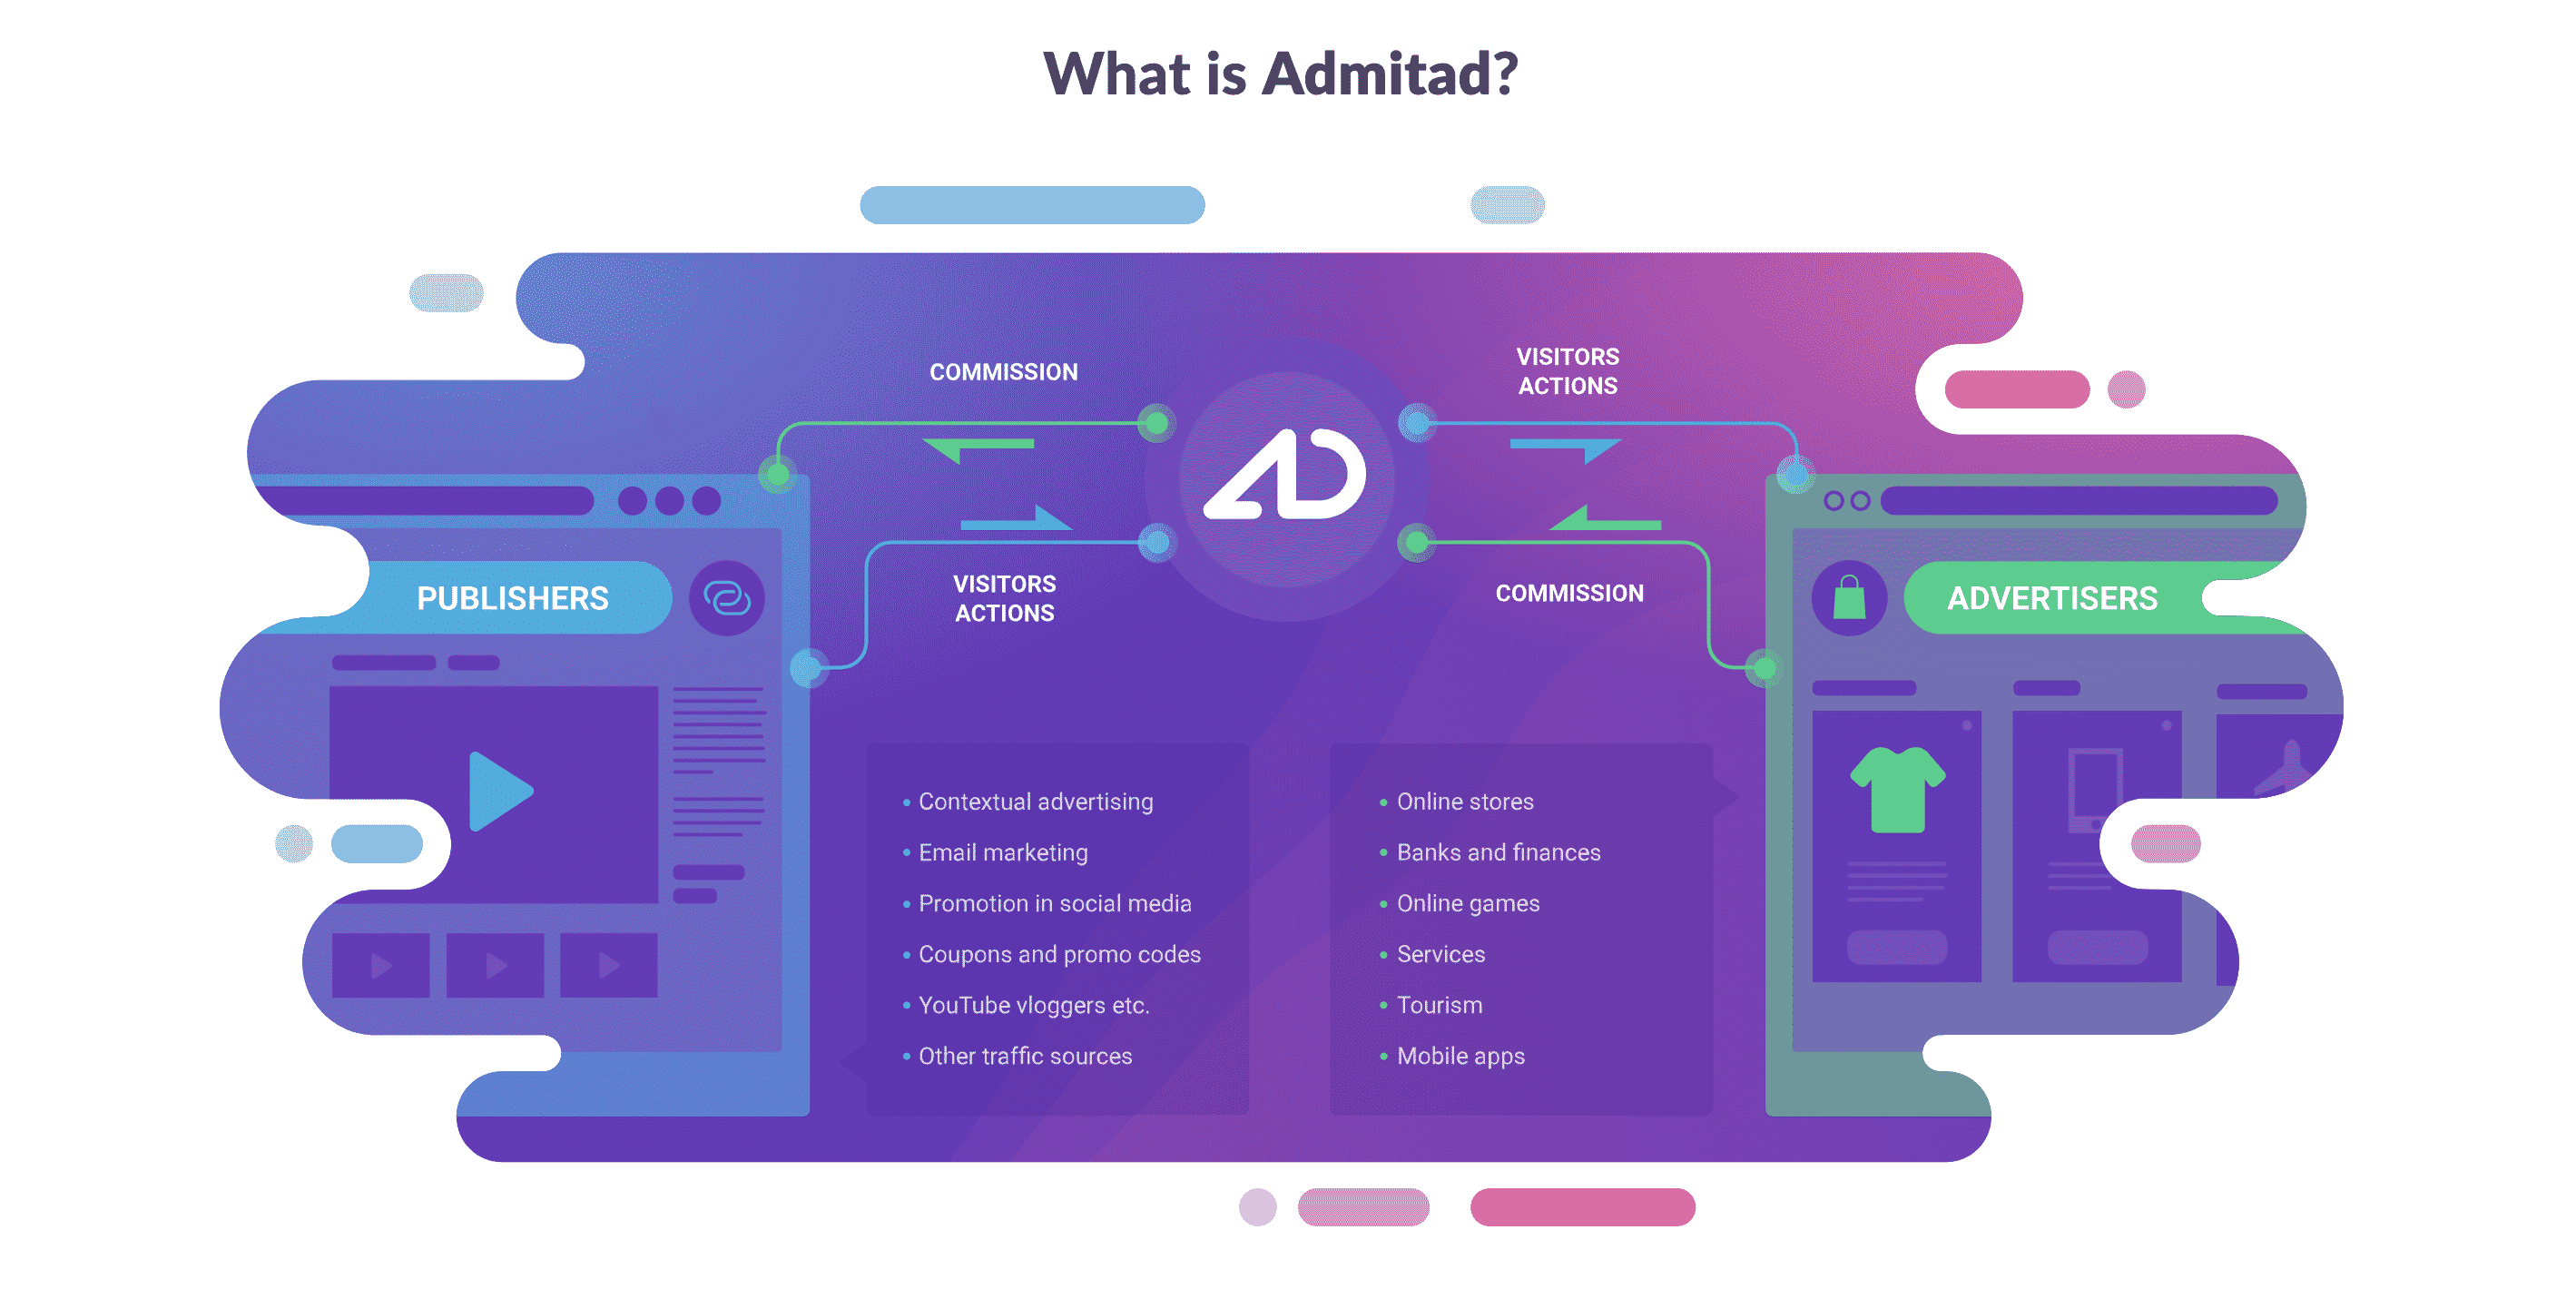 What is Admitad?
COMMISSION
VISITORS
ACTIONS
AD
VISITORS
ACTIONS
COMMISSION
PUBLISHERS
ADVERTISERS
• Contextual advertising
• Email marketing
• Promotion in social media
• Coupons and promo codes
• YouTube vloggers etc.
• Other traffic sources
• Online stores
• Banks and finances
• Online games
• Services
• Tourism
• Mobile apps